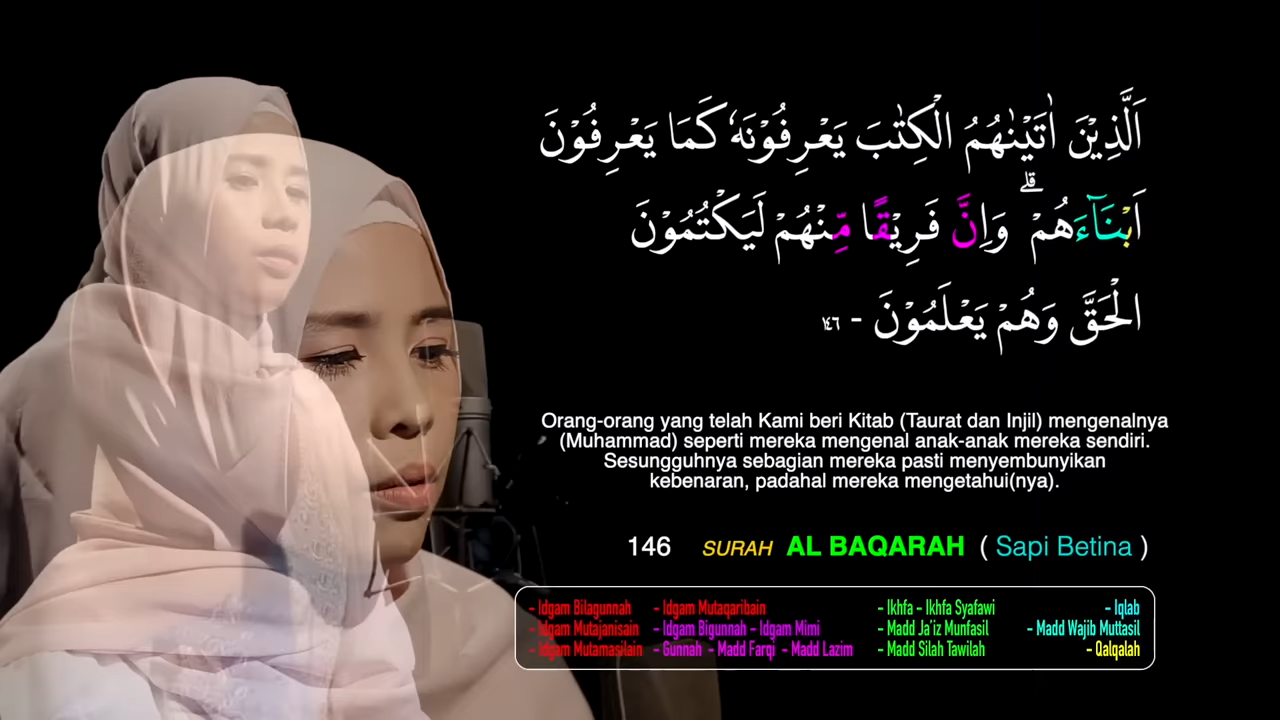 اَلَّذِيْنَ اٰتَيْنٰهُمُ الْكِتٰبَ يَعْرِفُوْنَهٗ كَمَا يَعْرِفُوْنَ
اَبْنَاۤءَهُمْ ۗ وَاِنَّ فَرِيْقًا مِّنْهُمْ لَيَكْتُمُوْنَ
الْحَقَّ وَهُمْ يَعْلَمُوْنَ - ١٤٦
Orang-orang yang telah Kami beri Kitab (Taurat dan Injil) mengenalnya
(Muhammad) seperti mereka mengenal anak-anak mereka sendiri.
Sesungguhnya sebagian mereka pasti menyembunyikan
kebenaran, padahal mereka mengetahui(nya).
146 SURAH AL BAQARAH ( Sapi Betina )
- Idgam Bilagunnah - Idgam Mutaqaribain - Ikhfa - Ikhfa Syafawi - Iqlab
- Idgam Mutajanisain - Idgam Bigunnah - Idgam Mimi - Madd Ja'iz Munfasil - Madd Wajib Muttasil
- Idgam Mutamasilain - Gunnah - Madd Farqi - Madd Lazim - Madd Silah Tawilah - Qalqalah